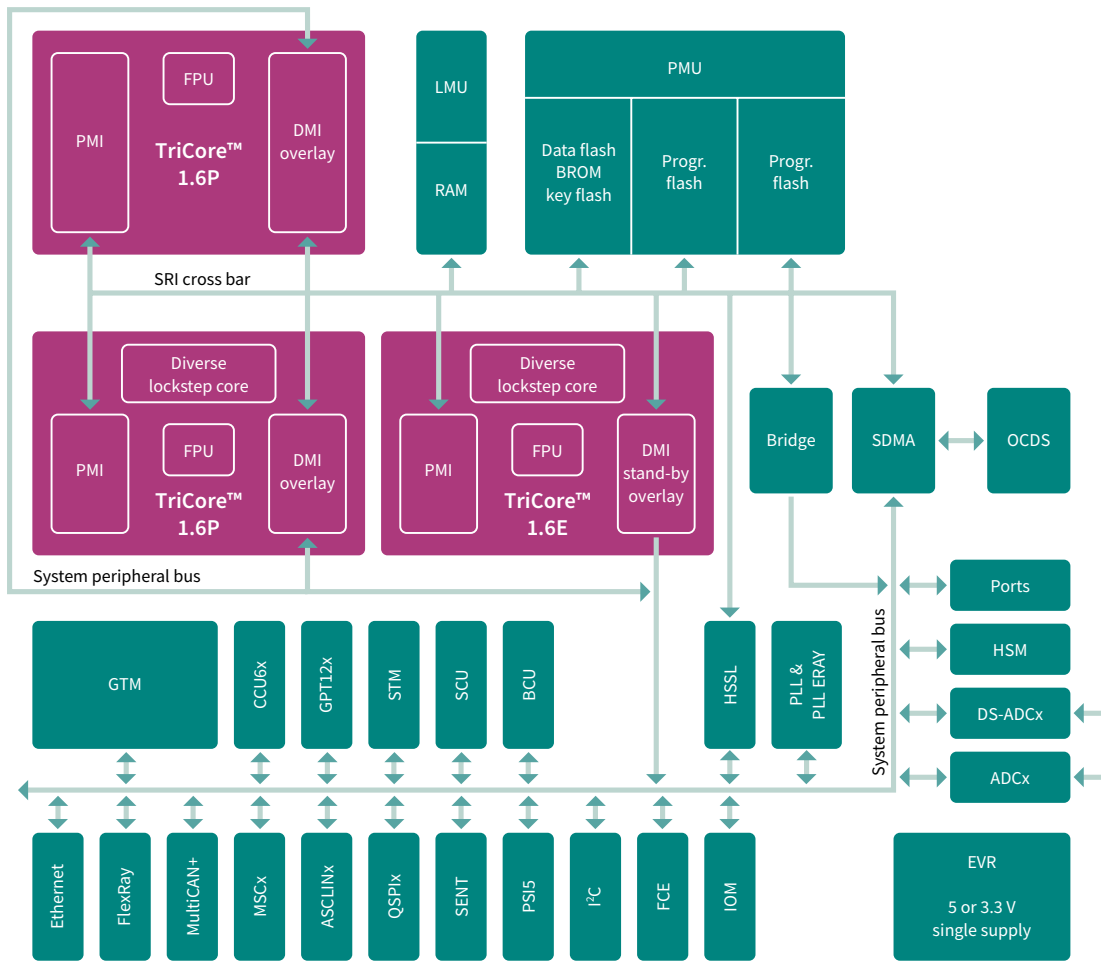 PMI
FPU
TriCore™
1.6P
DMI
overlay
LMU
RAM
PMU
Data flash
BROM
key flash
Progr.
flash
Progr.
flash
SRI cross bar
Diverse
lockstep core
PMI
FPU
TriCore™
1.6P
DMI
overlay
Diverse
lockstep core
PMI
FPU
TriCore™
1.6E
DMI
stand-by
overlay
Bridge
SDMA
OCDS
System peripheral bus
System peripheral bus
Ports
HSM
DS-ADCx
ADCx
GTM
CCU6x
GPT12x
STM
SCU
BCU
HSSL
PLL &
PLL ERAY
Ethernet
FlexRay
MultiCAN+
MSCx
ASCLINx
QSPIx
SENT
PSI5
I²C
FCE
IOM
EVR
5 or 3.3 V
single supply